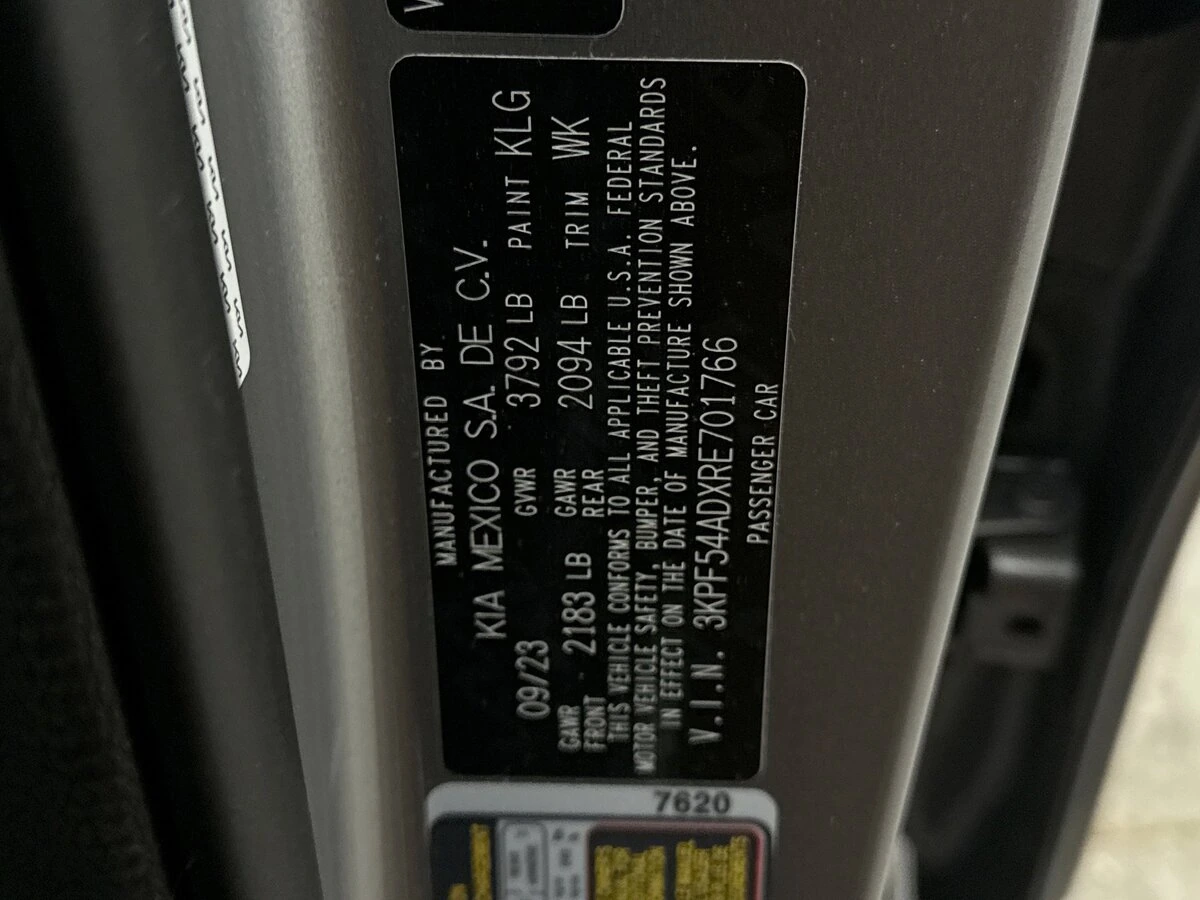 MANUFACTURED BY
KIA MEXICO S.A. DE C.V.
09/23 GVWR 3792 LB PAINT KLG
GAWR FRONT 2183 LB GAWR REAR 2094 LB TRIM WK
THIS VEHICLE CONFORMS TO ALL APPLICABLE U.S.A. FEDERAL
MOTOR VEHICLE SAFETY, BUMPER, AND THEFT PREVENTION STANDARDS
IN EFFECT ON THE DATE OF MANUFACTURE SHOWN ABOVE.
V.I.N. 3KPF54ADXRE701766
PASSENGER CAR
7620